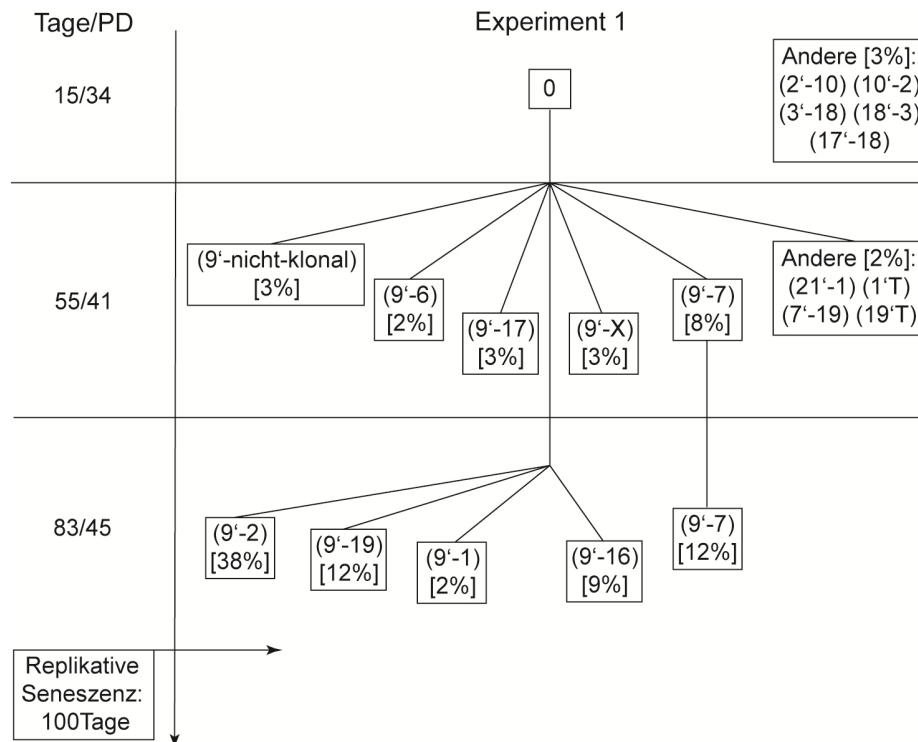 Tage/PD
Experiment 1
15/34
0
Andere [3%]:
(2‘-10) (10‘-2)
(3‘-18) (18‘-3)
(17‘-18)
55/41
(9‘-nicht-klonal)
[3%]
(9‘-6)
[2%]
(9‘-17)
[3%]
(9‘-X)
[3%]
(9‘-7)
[8%]
Andere [2%]:
(21‘-1) (1‘T)
(7‘-19) (19‘T)
83/45
(9‘-2)
[38%]
(9‘-19)
[12%]
(9‘-1)
[2%]
(9‘-16)
[9%]
(9‘-7)
[12%]
Replikative
Seneszenz:
100Tage